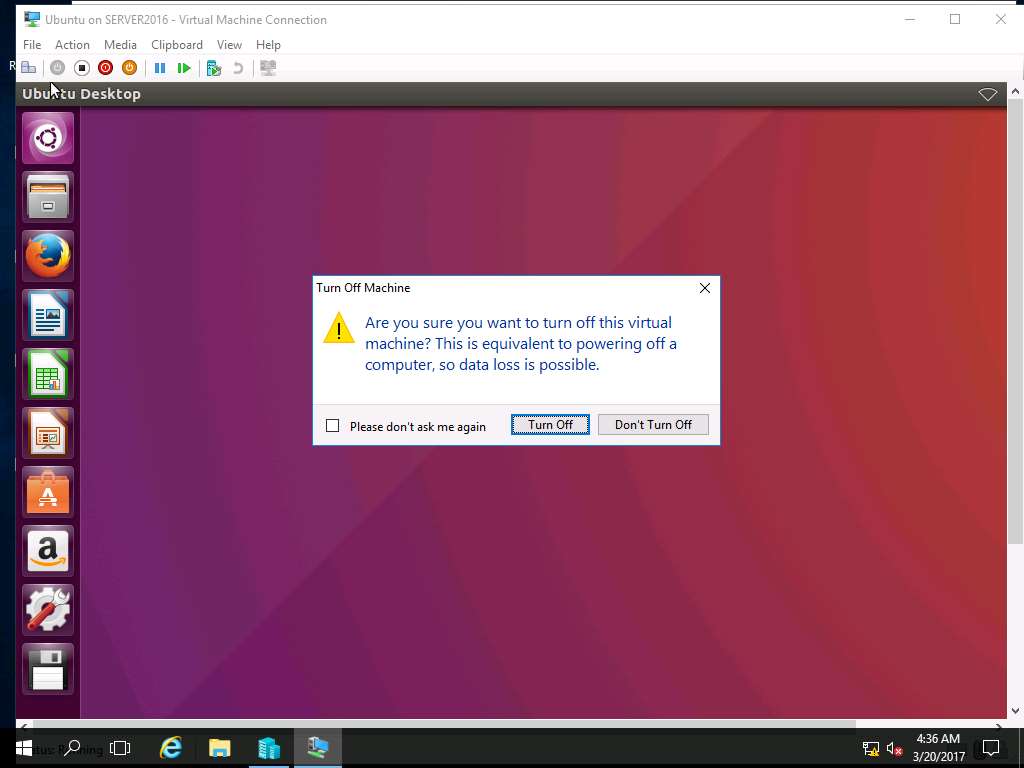 Ubuntu on SERVER2016 - Virtual Machine Connection
File Action Media Clipboard View Help
Ubuntu Desktop
Turn Off Machine
Are you sure you want to turn off this virtual
machine? This is equivalent to powering off a
computer, so data loss is possible.
Please don't ask me again
Turn Off
Don't Turn Off
4:36 AM
3/20/2017